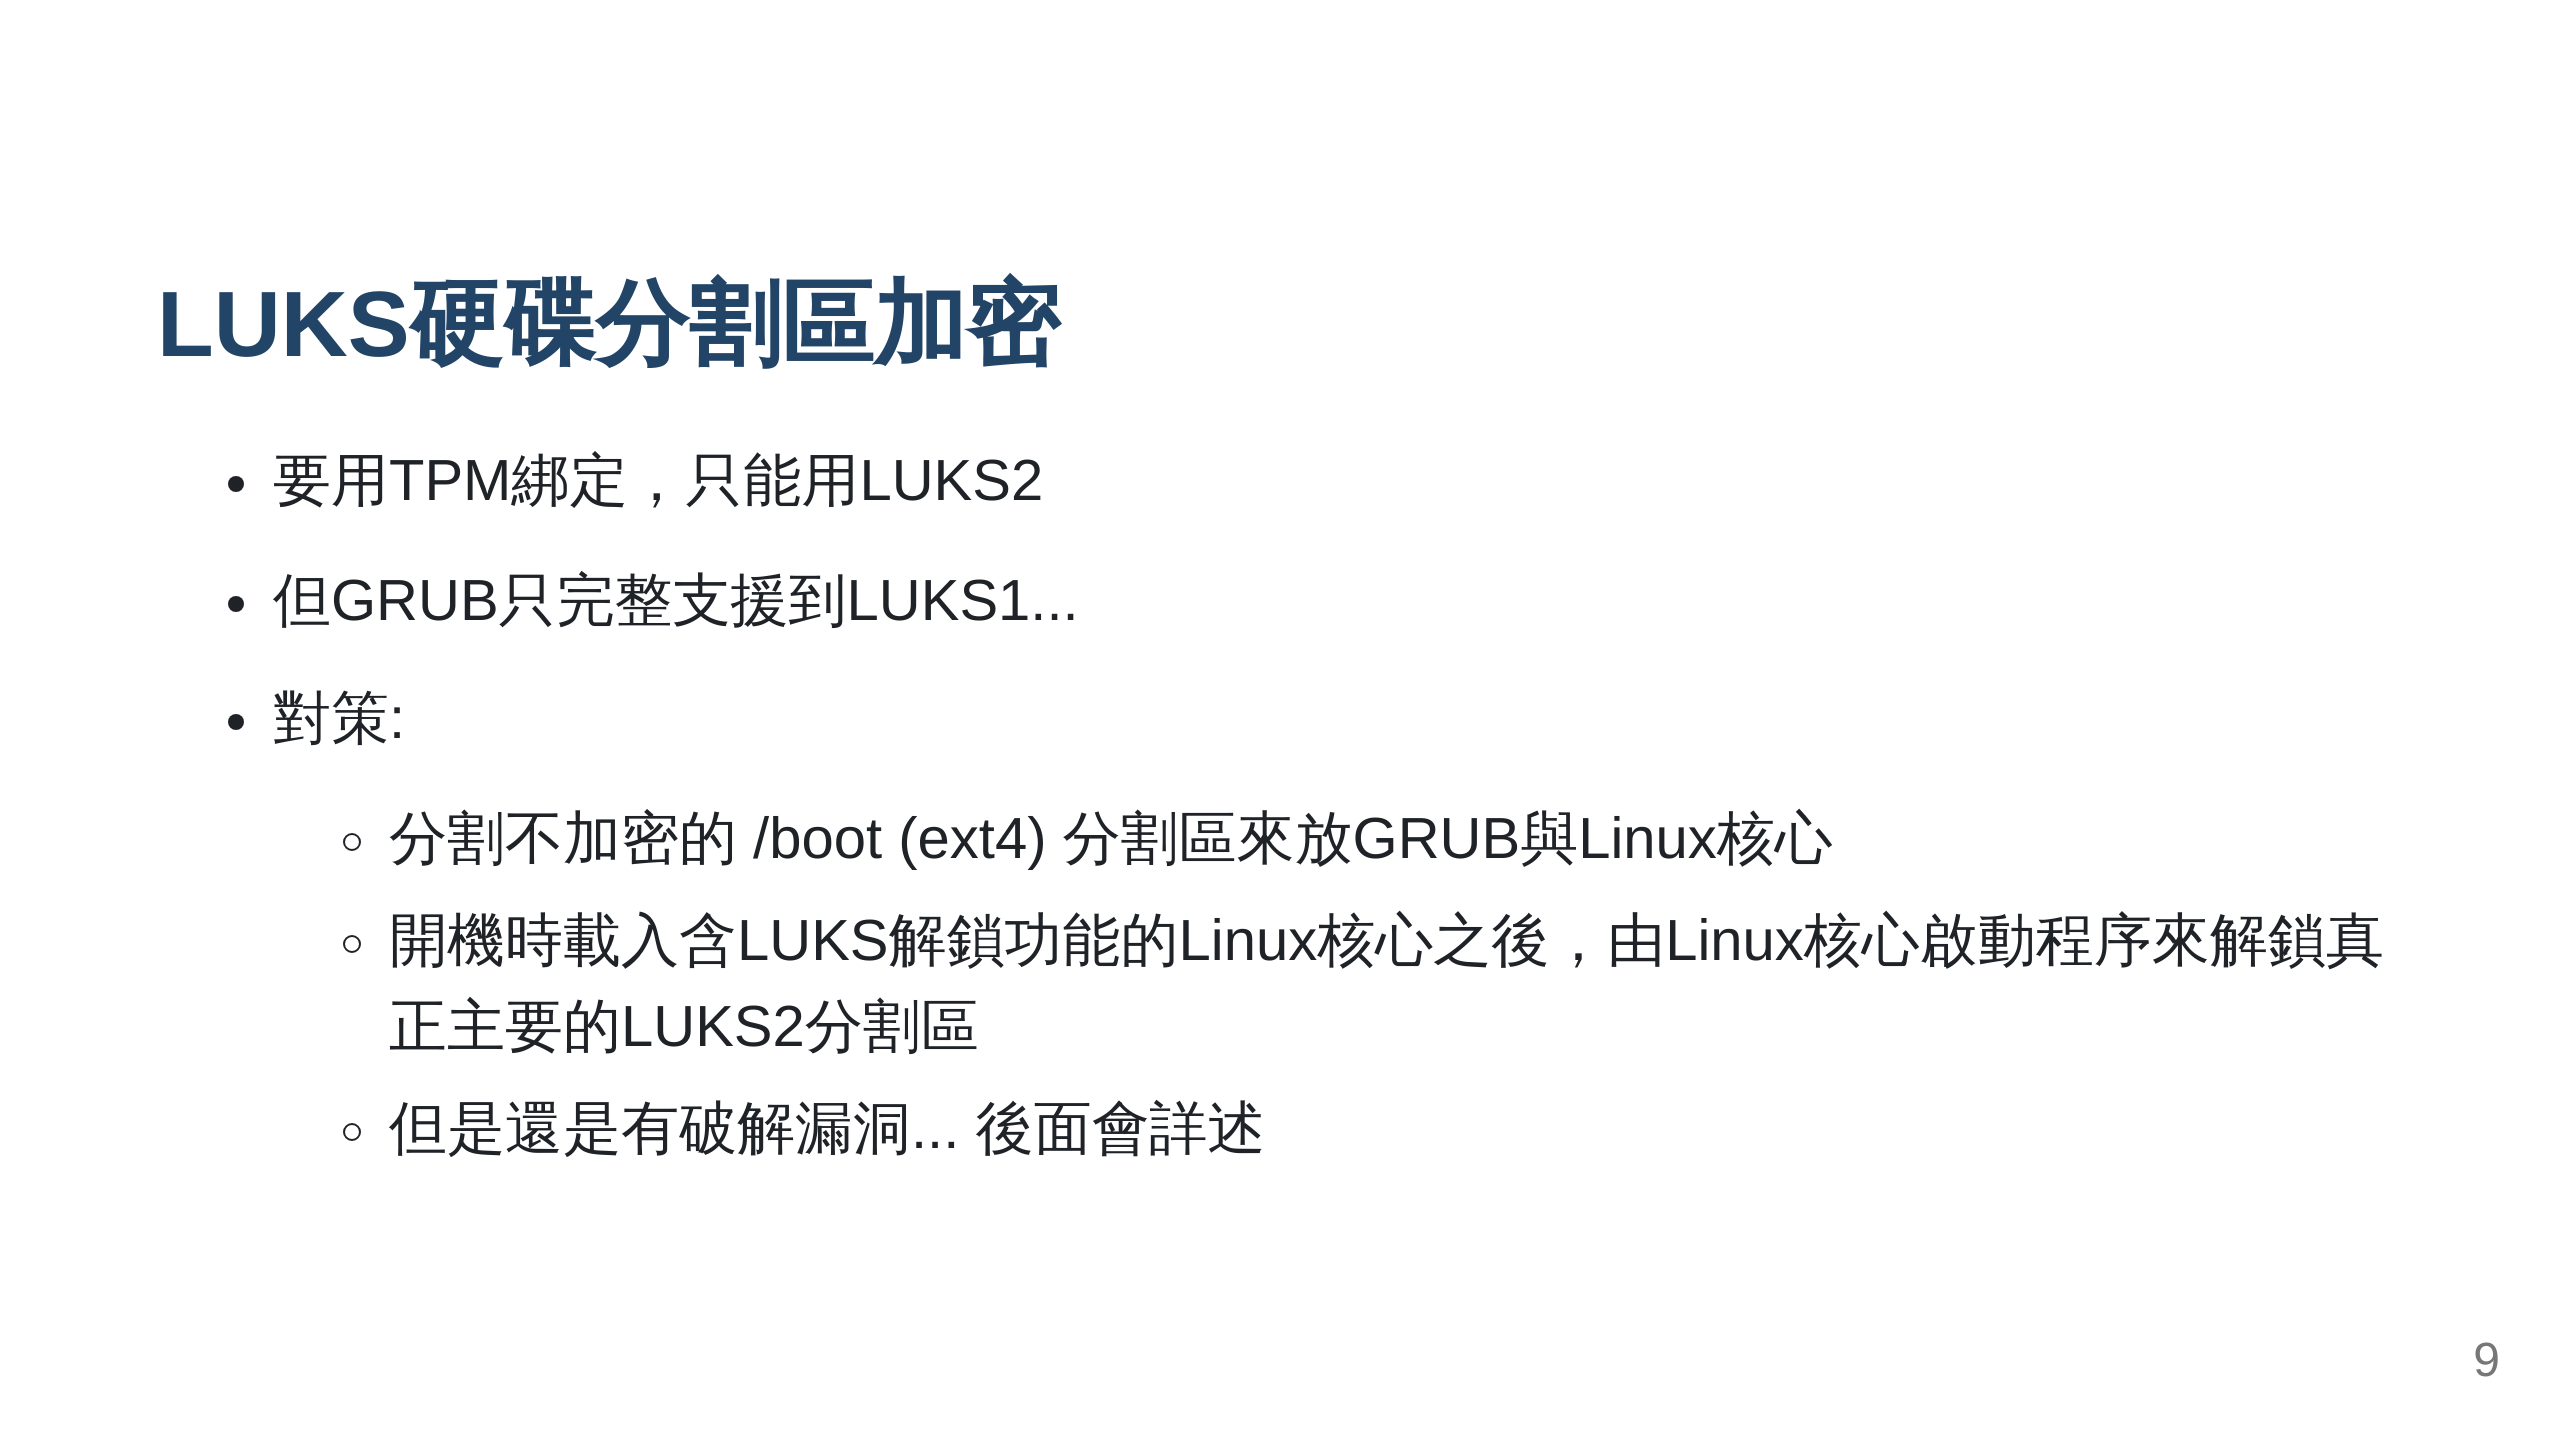 LUKS硬碟分割區加密
• 要用TPM綁定，只能用LUKS2
• 但GRUB只完整支援到LUKS1...
• 對策:
○ 分割不加密的 /boot (ext4) 分割區來放GRUB與Linux核心
○ 開機時載入含LUKS解鎖功能的Linux核心之後，由Linux核心啟動程序來解鎖真
正主要的LUKS2分割區
○ 但是還是有破解漏洞... 後面會詳述
9